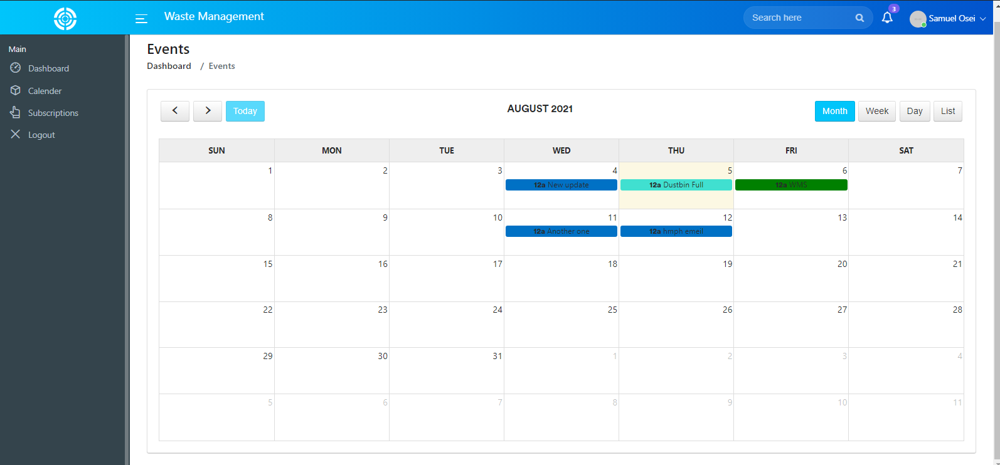 Waste Management
Search here
3
Samuel Osei
Main
Dashboard
Calender
Subscriptions
Logout
Events
Dashboard / Events
Today
AUGUST 2021
Month Week Day List
SUN MON TUE WED THU FRI SAT
1 2 3 4 5 6 7
12a New update 12a Dustbin Full 12a WMS
8 9 10 11 12 13 14
12a Another one 12a hmph emeil
15 16 17 18 19 20 21
22 23 24 25 26 27 28
29 30 31 1 2 3 4
5 6 7 8 9 10 11